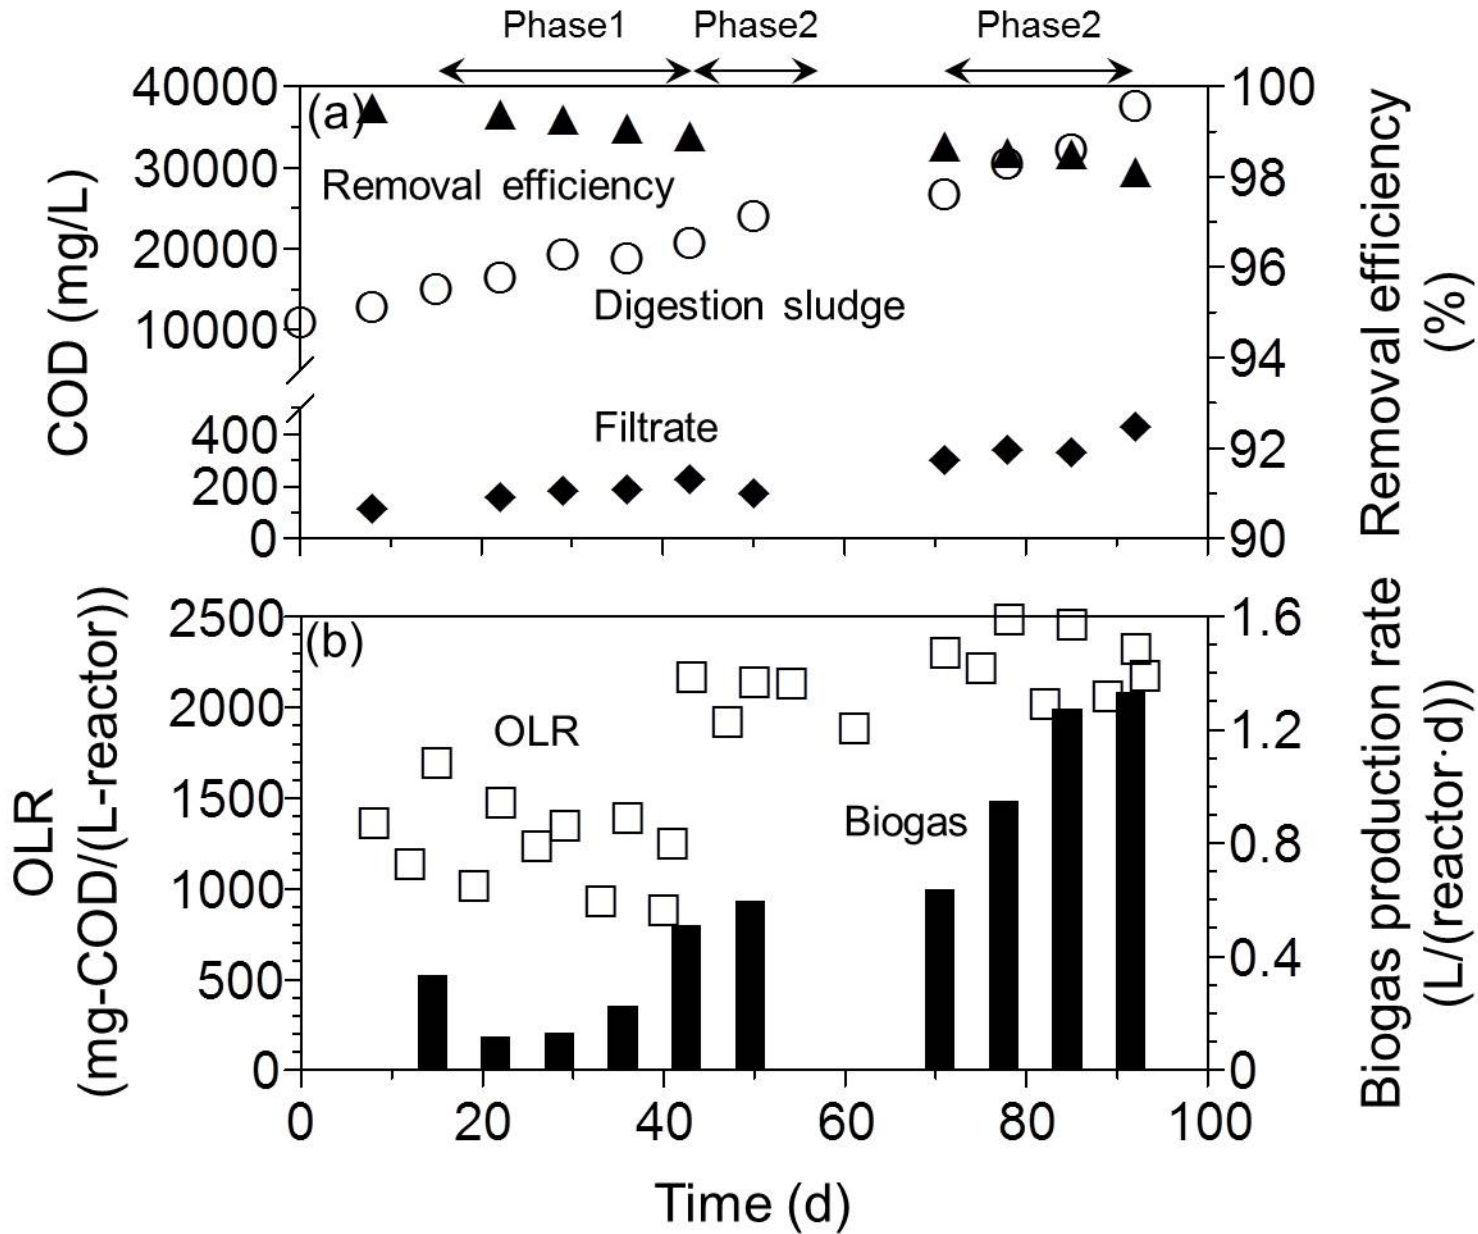 Phase1 Phase2 Phase2
40000 100
(a)
30000 98
Removal efficiency
20000 96
Digestion sludge
10000 94
Filtrate
400 92
200
0 90
COD (mg/L)
Removal efficiency
(%)
2500 1.6
(b)
2000 1.2
OLR
1500
Biogas
0.8
1000
500 0.4
0 0
OLR
(mg-COD/(L-reactor))
Biogas production rate
(L/(reactor·d))
0 20 40 60 80 100
Time (d)